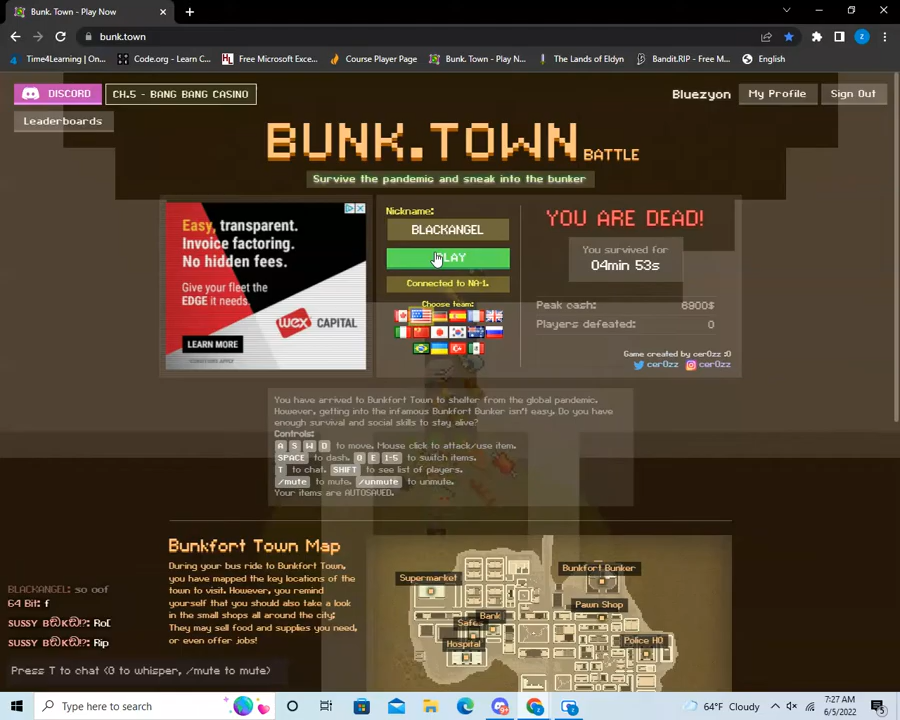 Bunk. Town - Play Now
bunk.town
Time4Learning | On...
Code.org - Learn C...
Free Microsoft Exce...
Course Player Page
Bunk. Town - Play N...
The Lands of Eldyn
Bandit.RIP - Free M...
English
DISCORD
CH.5 - BANG BANG CASINO
Bluezyon
My Profile
Sign Out
Leaderboards
BUNK.TOWN BATTLE
Survive the pandemic and sneak into the bunker
Easy, transparent.
Invoice factoring.
No hidden fees.
Give your fleet the
EDGE it needs.
wex CAPITAL
LEARN MORE
Nickname:
BLACKANGEL
PLAY
Connected to NA-1.
Choose team:
YOU ARE DEAD!
You survived for
04min 53s
Peak cash: 6900$
Players defeated: 0
Game created by cer0zz :O
cer0zz cer0zz
You have arrived to Bunkfort Town to shelter from the global pandemic.
However, getting into the infamous Bunkfort Bunker isn't easy. Do you have
enough survival and social skills to stay alive?
Controls:
A S W D to move. Mouse click to attack/use item.
SPACE to dash. Q E 1-5 to switch items.
T to chat. SHIFT to see list of players.
/mute to mute. /unmute to unmute.
Your items are AUTOSAVED.
Bunkfort Town Map
During your bus ride to Bunkfort Town,
you have mapped the key locations of
the town to visit. However, you remind
yourself that you should also take a look
in the small shops all around the city:
They may sell food and supplies you need,
or even offer jobs!
Supermarket
Bunkfort Bunker
Pawn Shop
Bank
Safe
Hospital
Police HQ
BLACKANGEL: so oof
64 Bit: f
Rip
Press T to chat (0 to whisper, /mute to mute)
Type here to search
64°F Cloudy
7:27 AM
6/5/2022
5